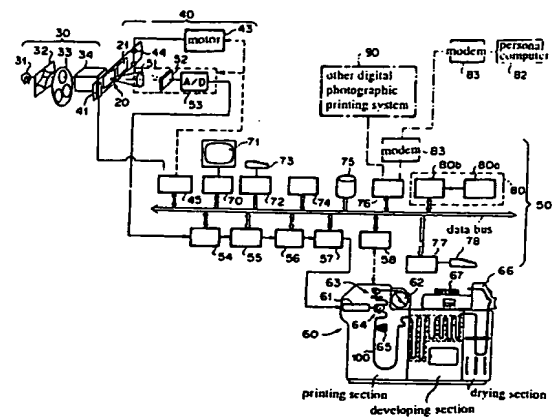 40
30
31
32
33
34
21
44
43
motor
51
52
53
A/D
20
41
90
other digital
photographic
printing system
modem
83
personal
computer
82
modem
83
71
73
75
80b
80a
80
50
45
70
72
74
76
data bus
54
55
56
57
58
77
78
63
62
67
66
61
64
60
65
100
printing section
developing section
drying section